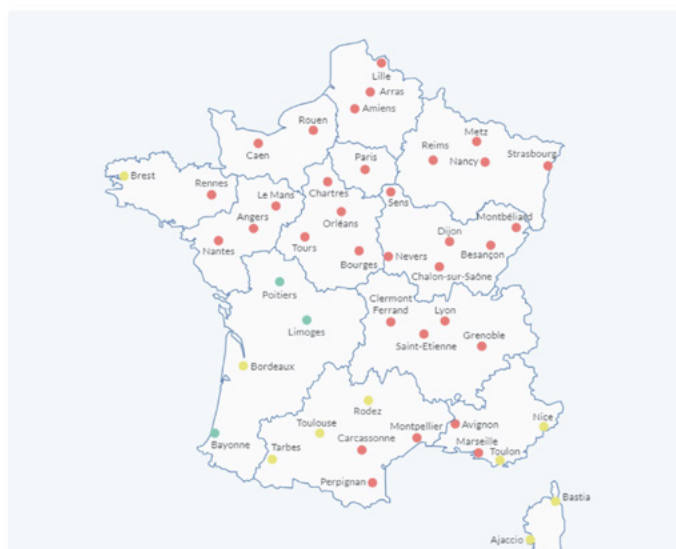 Lille
Arras
Amiens
Rouen
Caen
Metz
Reims
Nancy
Strasbourg
Paris
Brest
Rennes
Le Mans
Chartres
Sens
Angers
Orléans
Montbéliard
Nantes
Tours
Dijon
Besançon
Bourges
Nevers
Chalon-sur-Saône
Poitiers
Clermont
Ferrand
Lyon
Limoges
Saint-Etienne
Grenoble
Bordeaux
Rodez
Toulouse
Montpellier
Avignon
Nice
Bayonne
Tarbes
Carcassonne
Marseille
Toulon
Perpignan
Bastia
Ajaccio